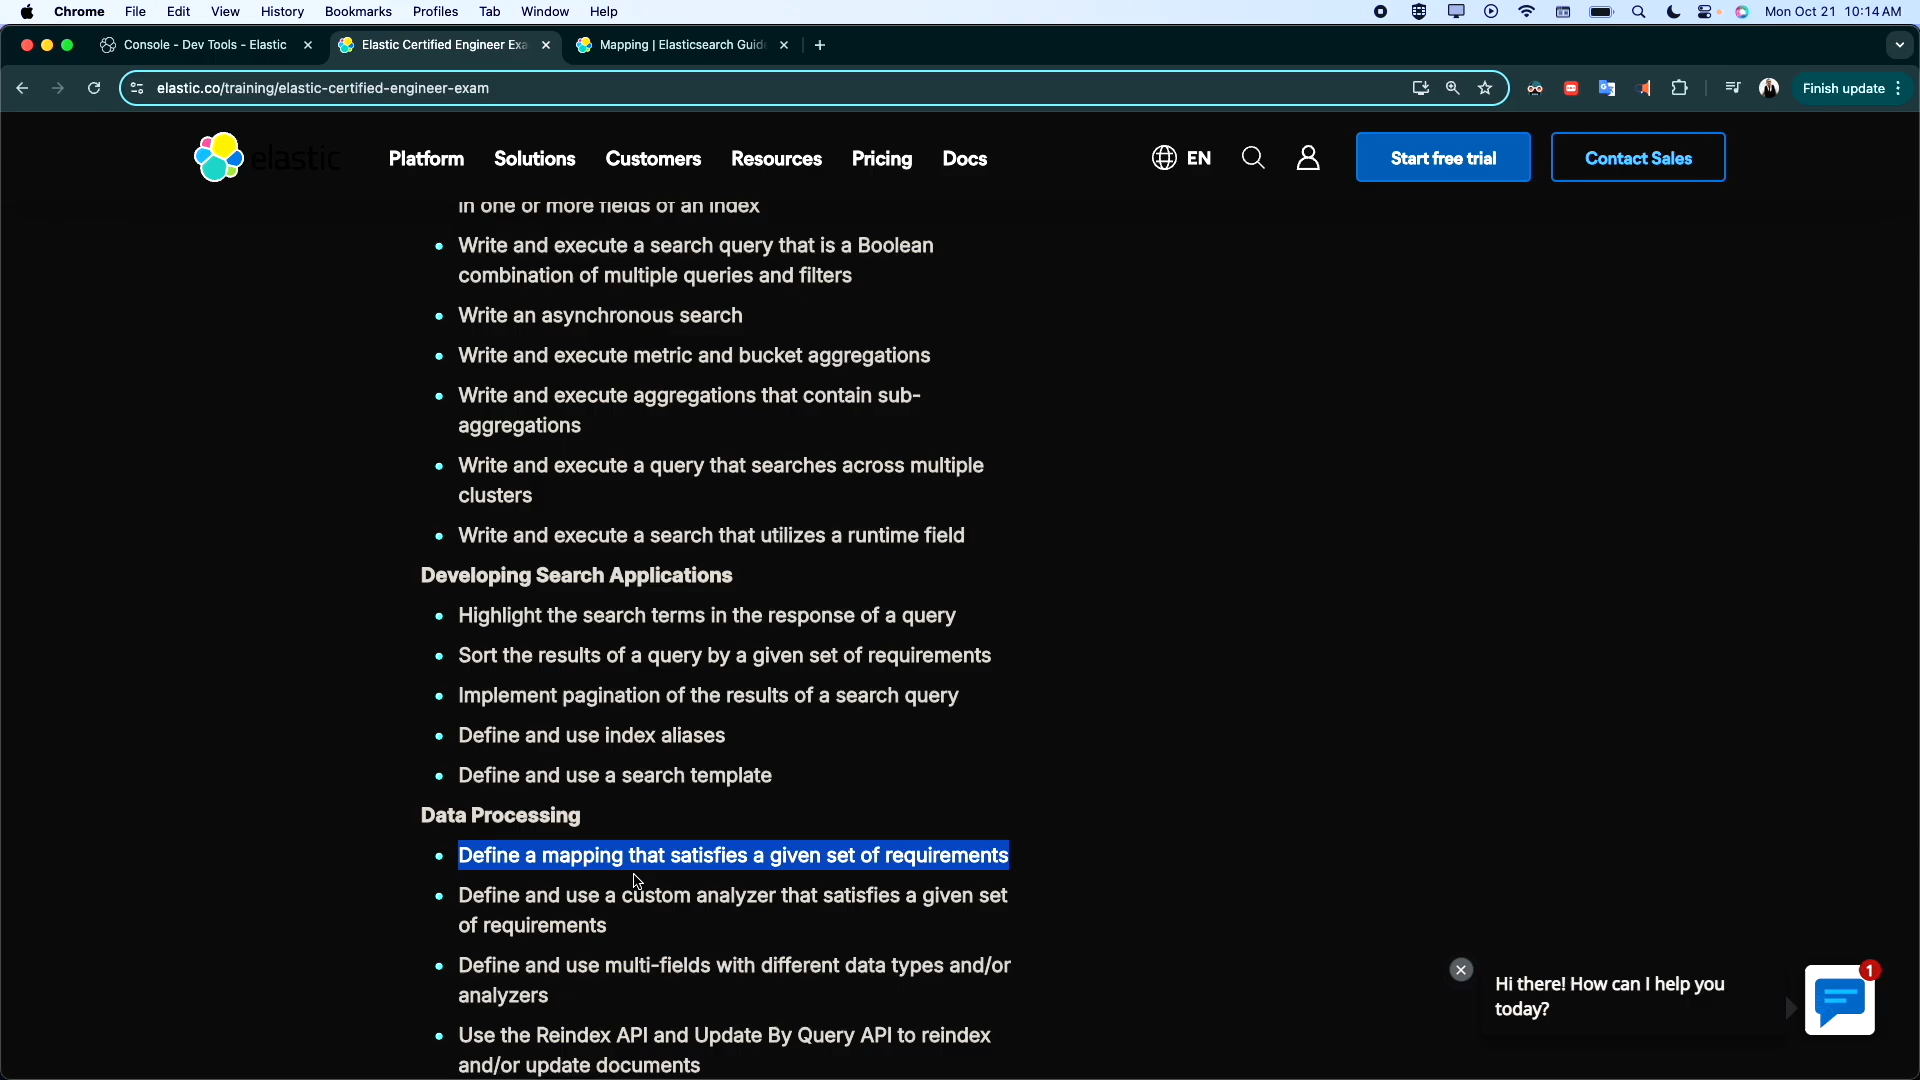 Chrome File Edit View History Bookmarks Profiles Tab Window Help Mon Oct 21 10:14 AM
Console - Dev Tools - Elastic Elastic Certified Engineer Exa Mapping | Elasticsearch Guide
elastic.co/training/elastic-certified-engineer-exam Finish update
elastic Platform Solutions Customers Resources Pricing Docs EN Start free trial Contact Sales
in one or more fields of an index
Write and execute a search query that is a Boolean
combination of multiple queries and filters
Write an asynchronous search
Write and execute metric and bucket aggregations
Write and execute aggregations that contain sub-
aggregations
Write and execute a query that searches across multiple
clusters
Write and execute a search that utilizes a runtime field
Developing Search Applications
Highlight the search terms in the response of a query
Sort the results of a query by a given set of requirements
Implement pagination of the results of a search query
Define and use index aliases
Define and use a search template
Data Processing
Define a mapping that satisfies a given set of requirements
Define and use a custom analyzer that satisfies a given set
of requirements
Define and use multi-fields with different data types and/or
analyzers
Use the Reindex API and Update By Query API to reindex
and/or update documents
Hi there! How can I help you
today?
1